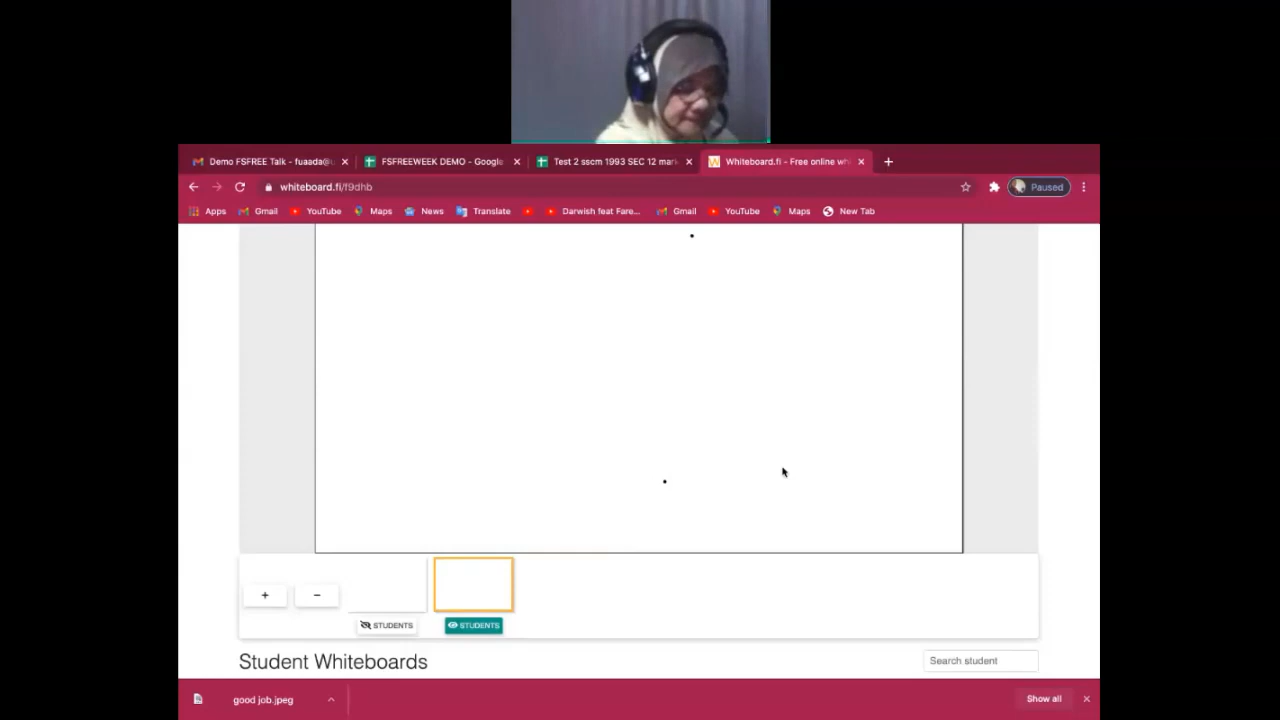 Demo FSFREE Talk - fuaada@u
FSFREEWEEK DEMO - Google
Test 2 sscm 1993 SEC 12 mark
Whiteboard.fi - Free online whi
whiteboard.fi/f9dhb
Paused
Apps
Gmail
YouTube
Maps
News
Translate
Darwish feat Fare...
Gmail
YouTube
Maps
New Tab
+
−
STUDENTS
STUDENTS
Student Whiteboards
Search student
good job.jpeg
Show all